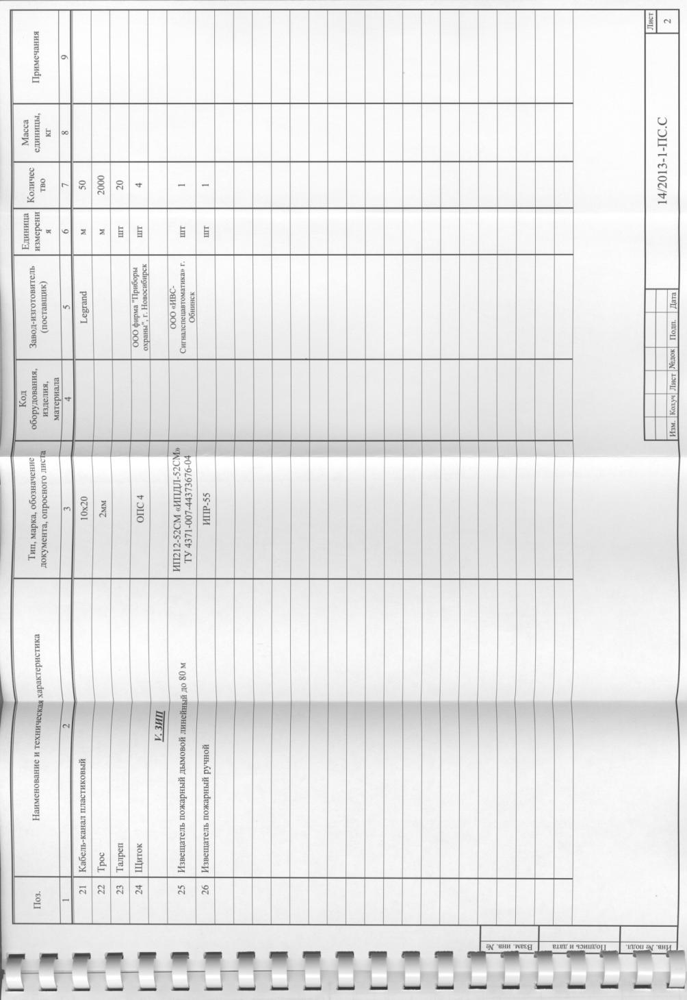 Поз.
Наименование и техническая характеристика
Тип, марка, обозначение
документа, опросного листа
Код
оборудования,
изделия,
материала
Завод-изготовитель
(поставщик)
Единица
измерени
я
Количес
тво
Масса
единицы,
кг
Примечания
1 2 3 4 5 6 7 8 9
21 Кабель-канал пластиковый 10х20 Legrand м 50
22 Трос 2мм м 2000
23 Талреп шт 20
24 Щиток ОПС 4 ООО фирма "Приборы
охраны", г. Новосибирск шт 4
V. ЗИП
25 Извещатель пожарный дымовой линейный до 80 м ИП212-52СМ «ИПДЛ-52СМ»
ТУ 4371-007-44373676-04 ООО «ИВС-
Сигналспецавтоматика» г.
Обнинск шт 1
26 Извещатель пожарный ручной ИПР-55 шт 1
Взам. инв. №
Подпись и дата
Инв. № подл.
Изм. Кол.уч Лист №док Подп. Дата
14/2013-1-ПС.С
Лист
2